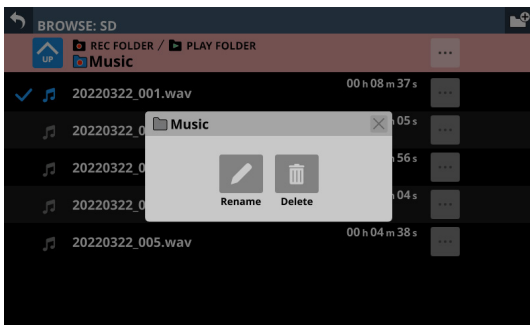 BROWSE: SD
REC FOLDER / PLAY FOLDER
UP
Music
20220322_001.wav
00 h 08 m 37 s
Music
20220322_0
05 s
20220322_0
56 s
Rename
Delete
20220322_0
04 s
20220322_005.wav
00 h 04 m 38 s